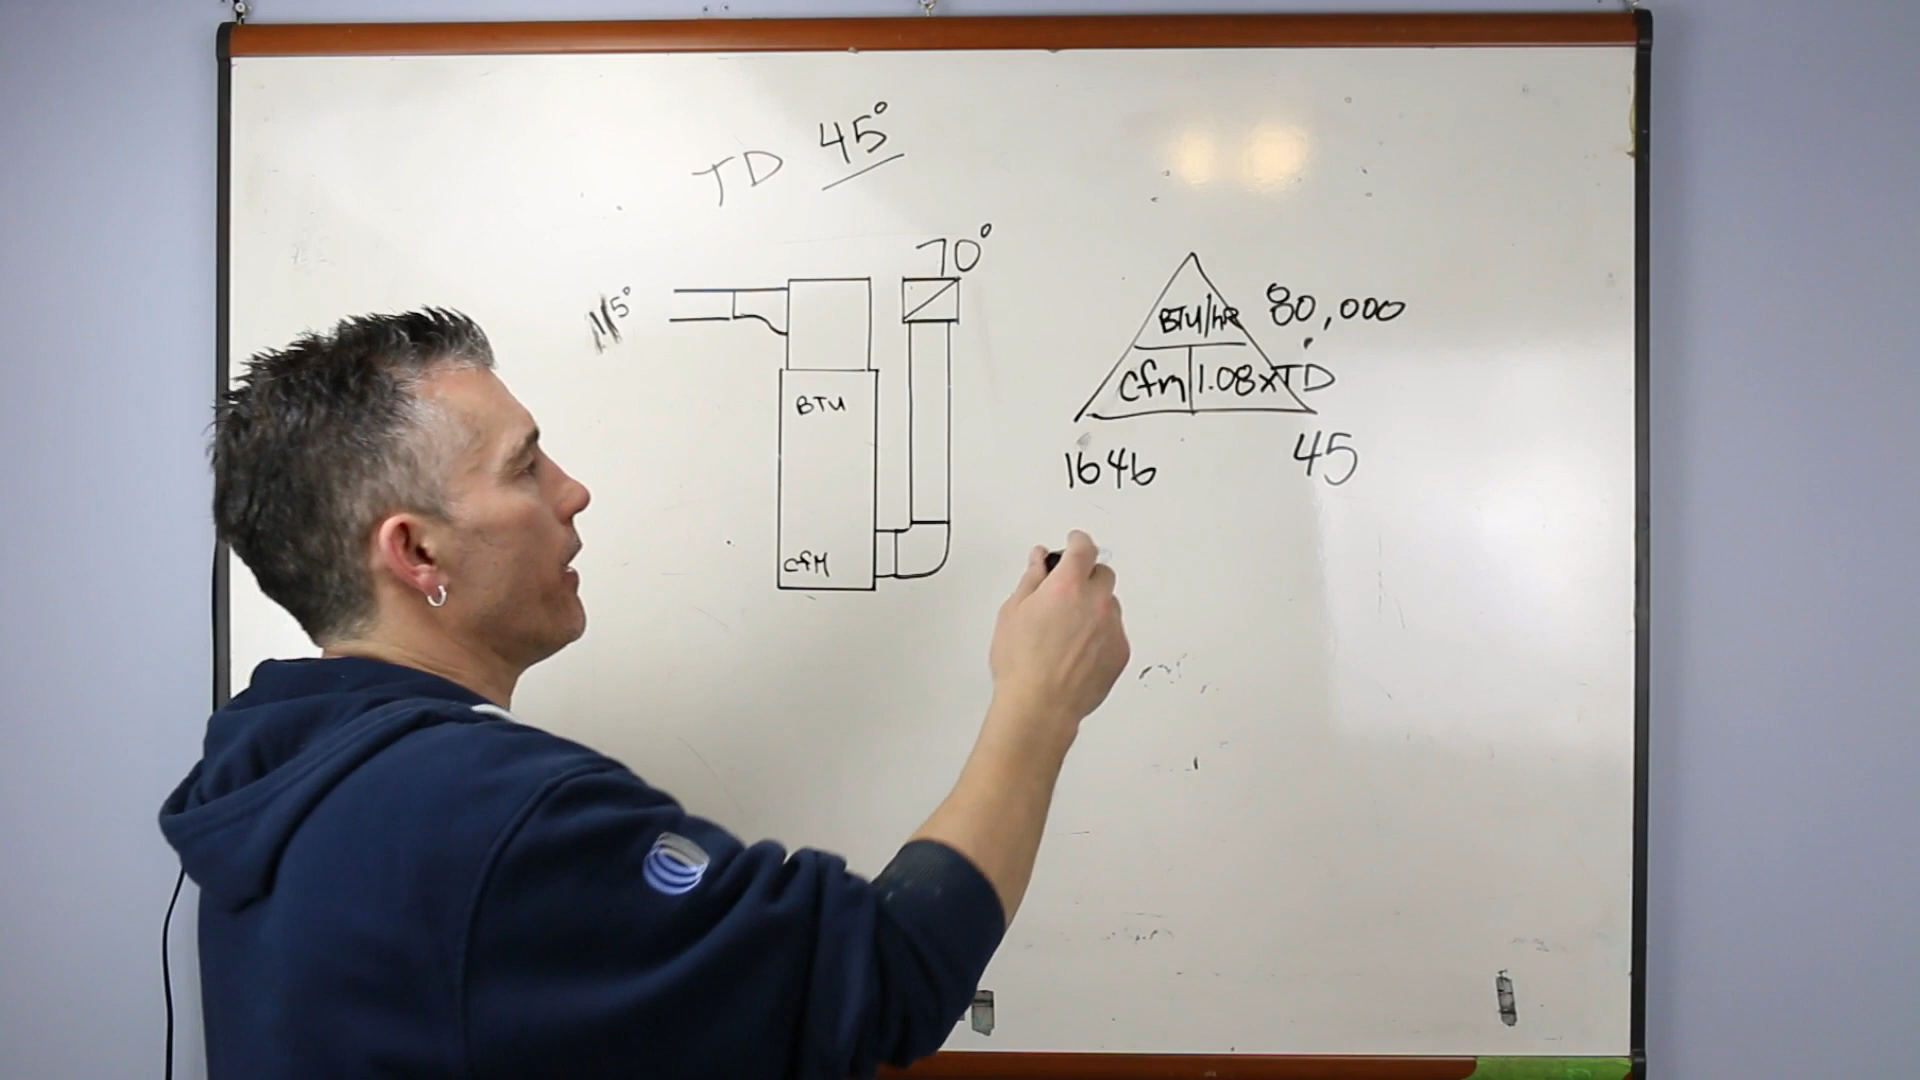 TD 45°
70°
115°
BTU/hR 80,000
cfm 1.08xTD
BTU
1646 45
CfM